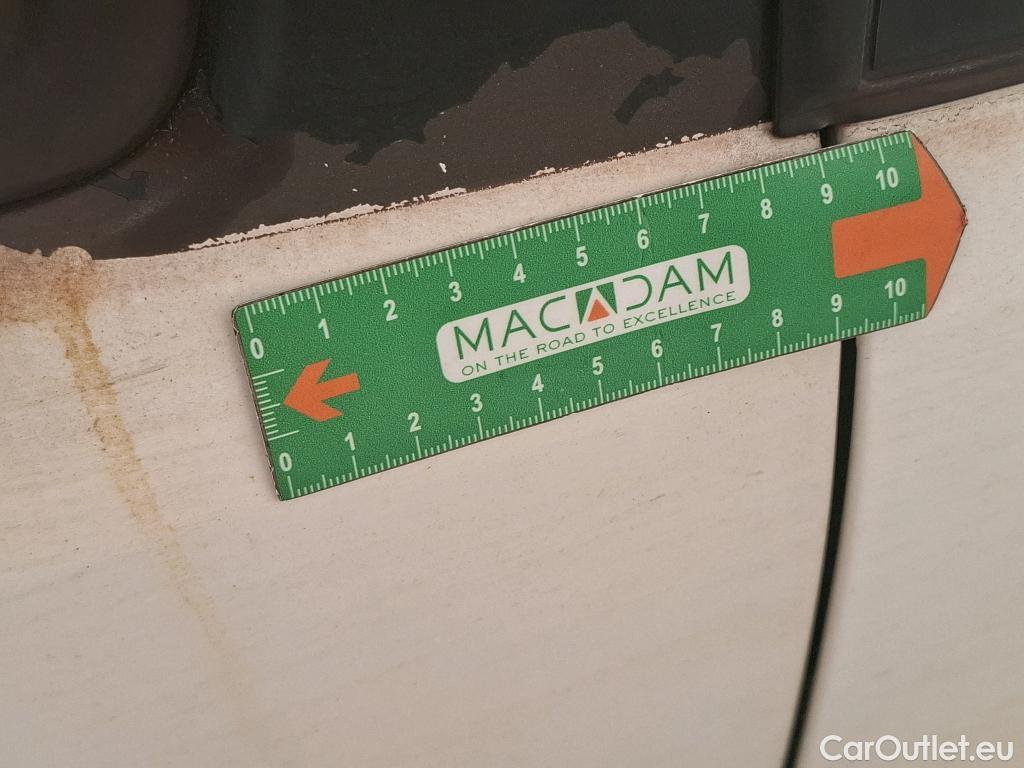 0 1 2 3 4 5 6 7 8 9 10
MACADAM
ON THE ROAD TO EXCELLENCE
0 1 2 3 4 5 6 7 8 9 10
CarOutlet.eu